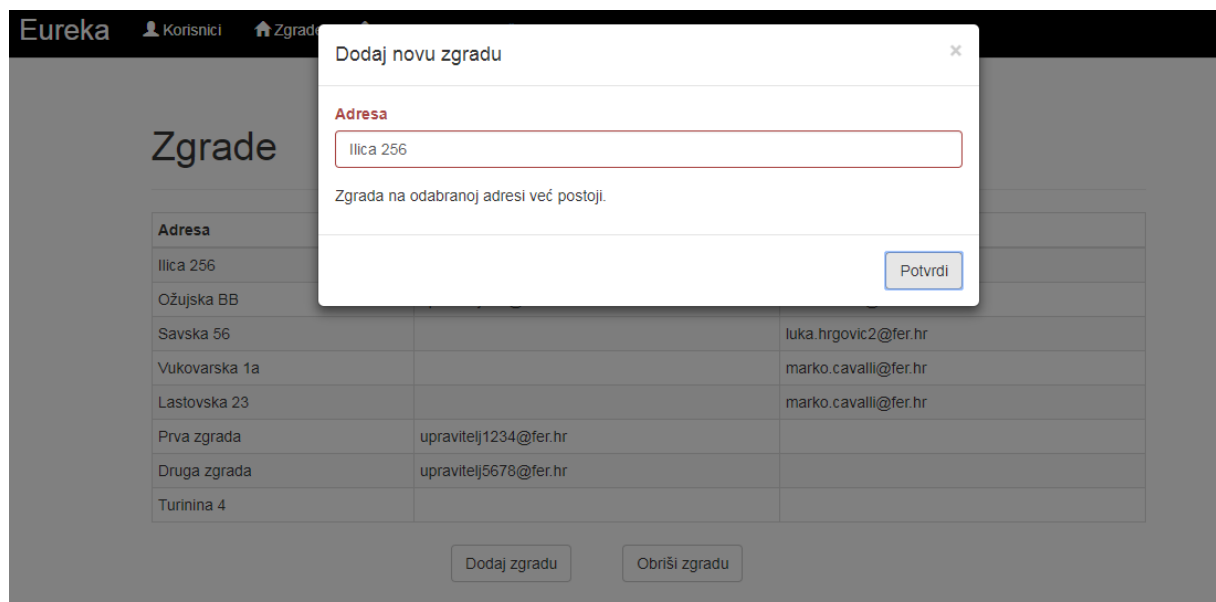 Eureka Korisnici Zgrade
Dodaj novu zgradu ×
Adresa
Ilica 256
Zgrada na odabranoj adresi već postoji.
Potvrdi
Zgrade
Adresa
Ilica 256
Ožujska BB
Savska 56 luka.hrgovic2@fer.hr
Vukovarska 1a marko.cavalli@fer.hr
Lastovska 23 marko.cavalli@fer.hr
Prva zgrada upravitelj1234@fer.hr
Druga zgrada upravitelj5678@fer.hr
Turinina 4
Dodaj zgradu Obriši zgradu